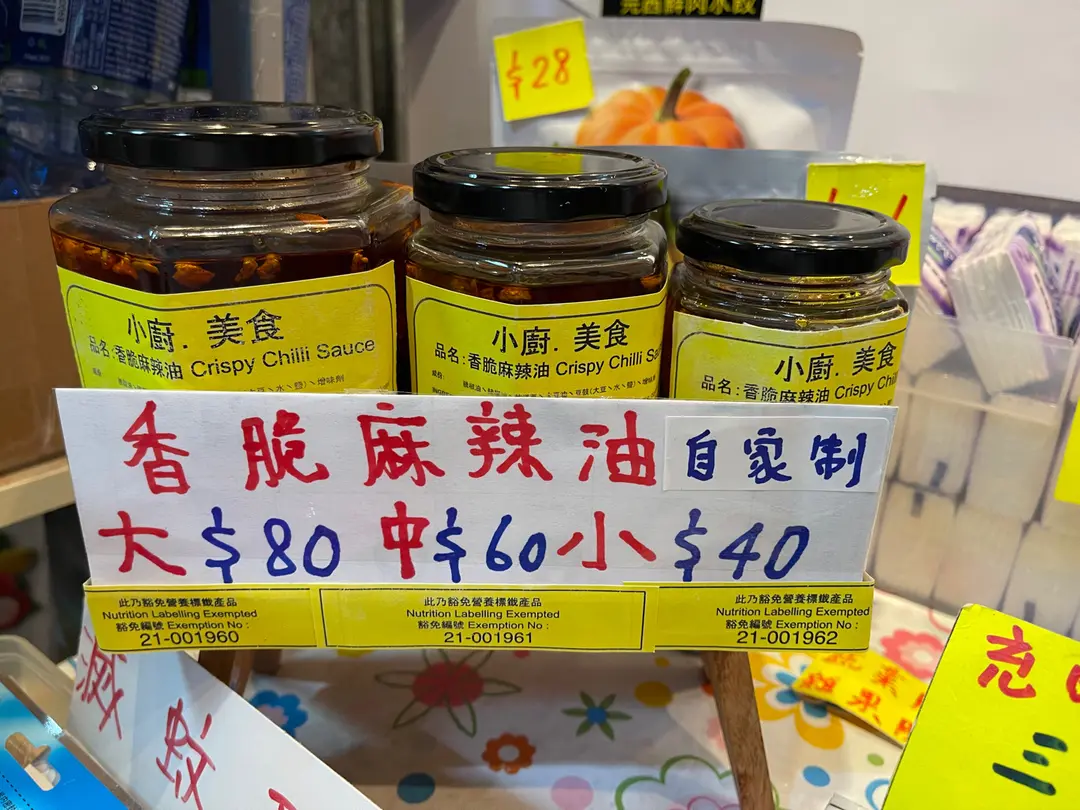 $28
小廚. 美食
品名:香脆麻辣油 Crispy Chilli Sauce
小廚. 美食
品名:香脆麻辣油 Crispy Chilli
小廚. 美食
品名:香脆麻辣油 Crispy
香脆麻辣油 自家制
大$80 中$60 小$40
此乃豁免營養標籤產品
Nutrition Labelling Exempted
豁免編號 Exemption No :
21-001960
此乃豁免營養標籤產品
Nutrition Labelling Exempted
豁免編號 Exemption No :
21-001961
此乃豁免營養標籤產品
Nutrition Labelling Exempted
豁免編號 Exemption No :
21-001962
滅蚊
充
三